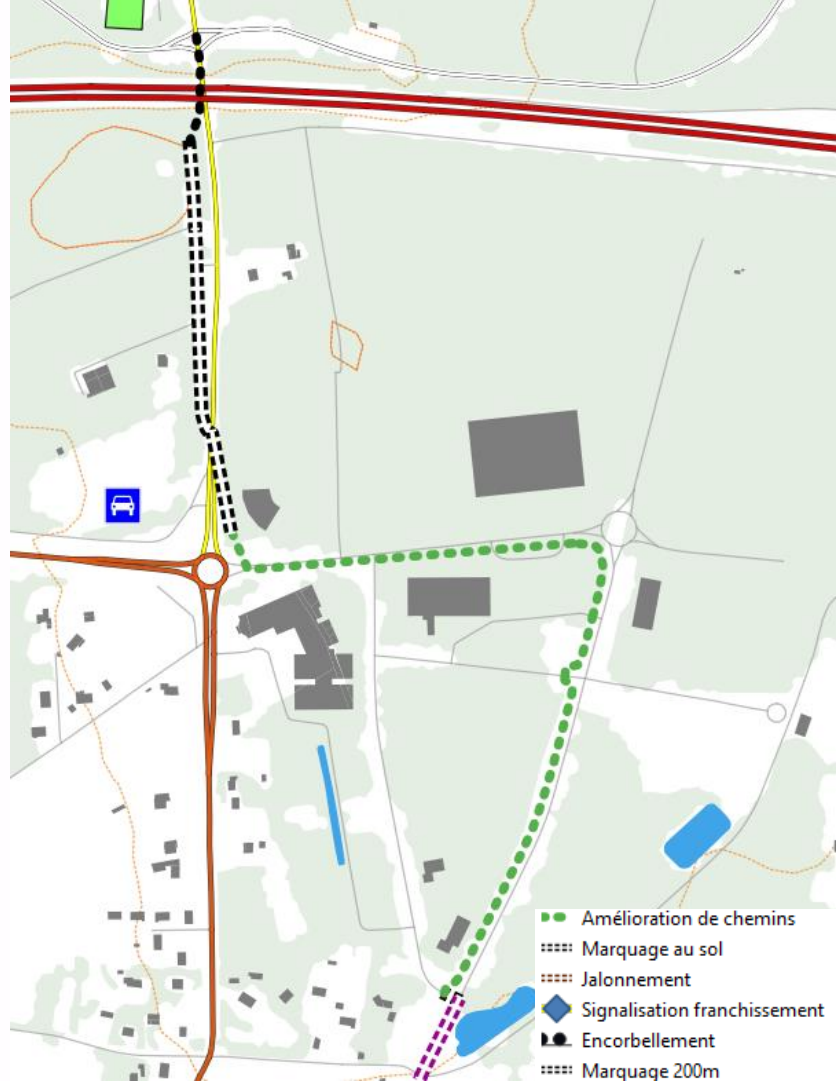 Amélioration de chemins
Marquage au sol
Jalonnement
Signalisation franchissement
Encorbellement
Marquage 200m